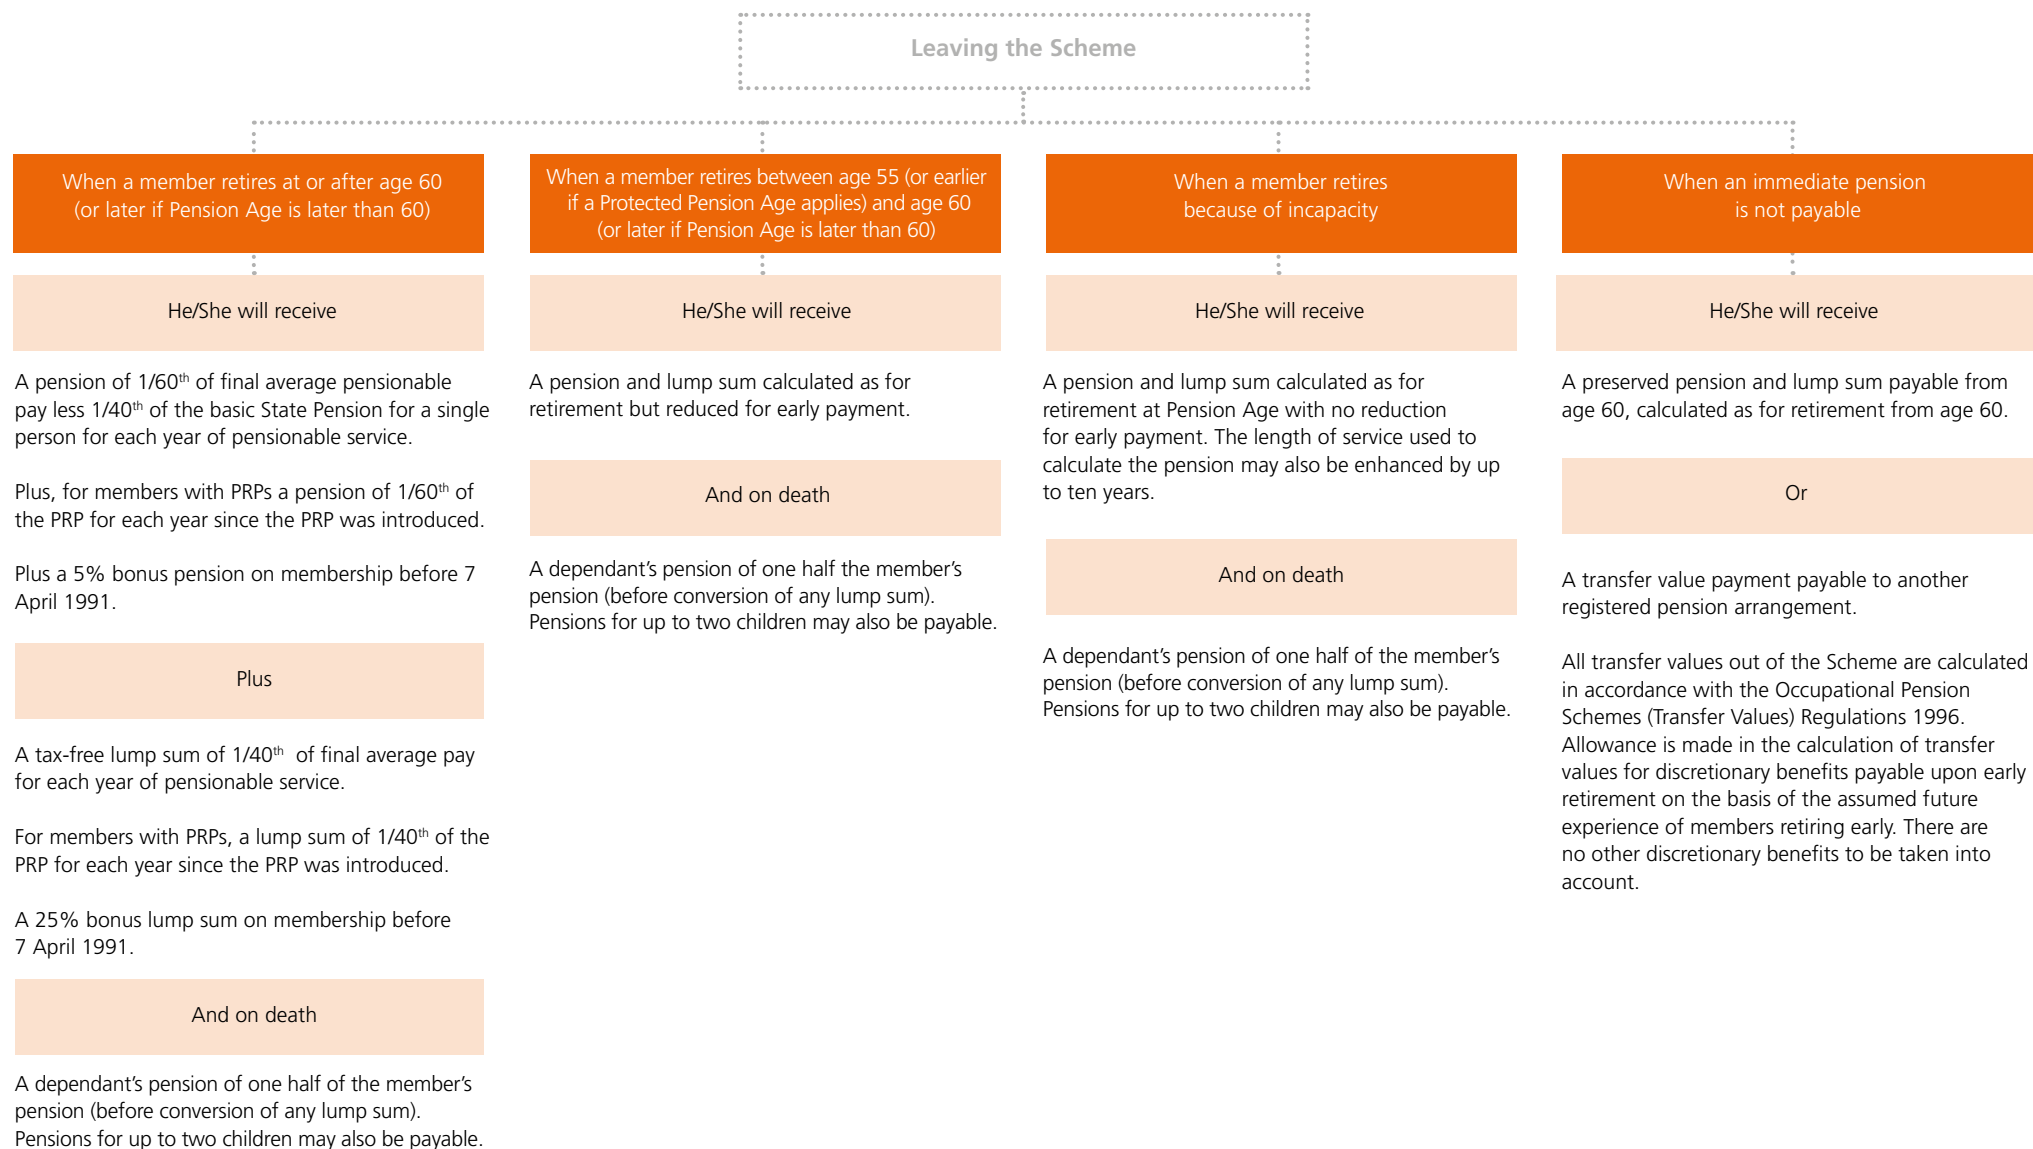 Leaving the Scheme
When a member retires at or after age 60
(or later if Pension Age is later than 60)
He/She will receive
A pension of 1/60th of final average pensionable
pay less 1/40th of the basic State Pension for a single
person for each year of pensionable service.
Plus, for members with PRPs a pension of 1/60th of
the PRP for each year since the PRP was introduced.
Plus a 5% bonus pension on membership before 7
April 1991.
Plus
A tax-free lump sum of 1/40th of final average pay
for each year of pensionable service.
For members with PRPs, a lump sum of 1/40th of the
PRP for each year since the PRP was introduced.
A 25% bonus lump sum on membership before
7 April 1991.
And on death
A dependant’s pension of one half of the member’s
pension (before conversion of any lump sum).
Pensions for up to two children may also be payable.
When a member retires between age 55 (or earlier
if a Protected Pension Age applies) and age 60
(or later if Pension Age is later than 60)
He/She will receive
A pension and lump sum calculated as for
retirement but reduced for early payment.
And on death
A dependant’s pension of one half the member’s
pension (before conversion of any lump sum).
Pensions for up to two children may also be payable.
When a member retires
because of incapacity
He/She will receive
A pension and lump sum calculated as for
retirement at Pension Age with no reduction
for early payment. The length of service used to
calculate the pension may also be enhanced by up
to ten years.
And on death
A dependant’s pension of one half of the member’s
pension (before conversion of any lump sum).
Pensions for up to two children may also be payable.
When an immediate pension
is not payable
He/She will receive
A preserved pension and lump sum payable from
age 60, calculated as for retirement from age 60.
Or
A transfer value payment payable to another
registered pension arrangement.
All transfer values out of the Scheme are calculated
in accordance with the Occupational Pension
Schemes (Transfer Values) Regulations 1996.
Allowance is made in the calculation of transfer
values for discretionary benefits payable upon early
retirement on the basis of the assumed future
experience of members retiring early. There are
no other discretionary benefits to be taken into
account.